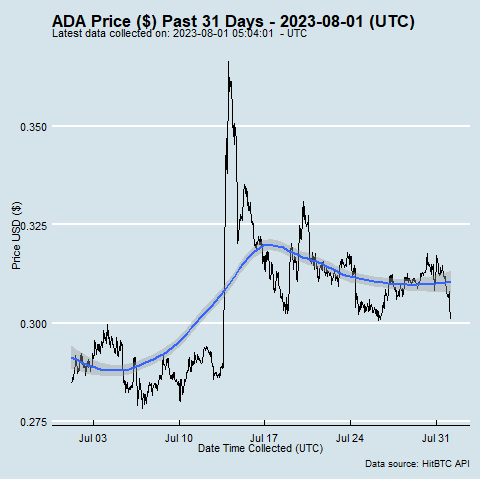 ADA Price ($) Past 31 Days - 2023-08-01 (UTC)
Latest data collected on: 2023-08-01 05:04:01  - UTC
Price USD ($)
0.350
0.325
0.300
0.275
Jul 03 Jul 10 Jul 17 Jul 24 Jul 31
Date Time Collected (UTC)
Data source: HitBTC API